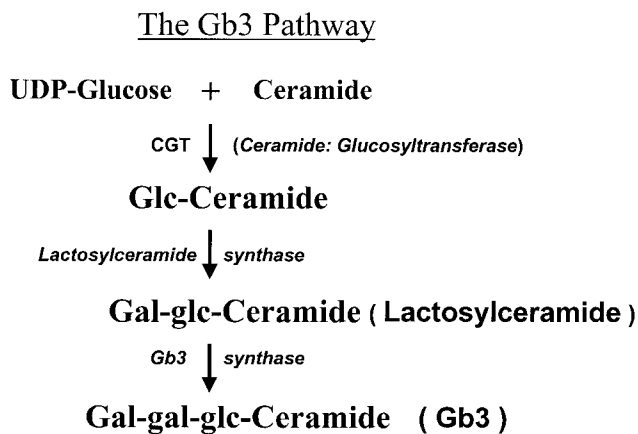 The Gb3 Pathway
UDP-Glucose + Ceramide
CGT (Ceramide: Glucosyltransferase)
Glc-Ceramide
Lactosylceramide synthase
Gal-glc-Ceramide ( Lactosylceramide )
Gb3 synthase
Gal-gal-glc-Ceramide ( Gb3 )